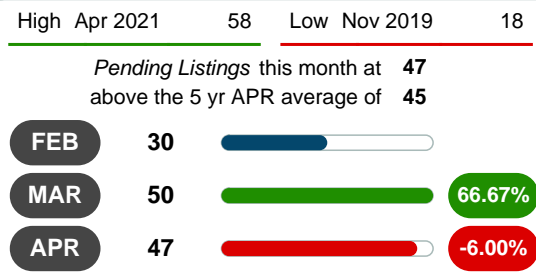 High Apr 2021 58 Low Nov 2019 18
Pending Listings this month at 47
above the 5 yr APR average of 45
FEB 30
MAR 50 66.67%
APR 47 -6.00%